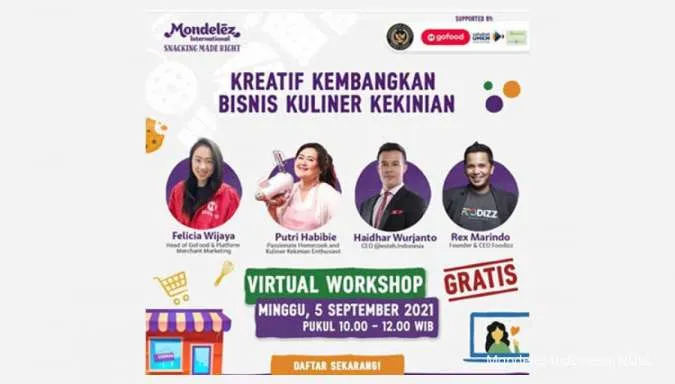 Mondelēz
International
SNACKING MADE RIGHT
SUPPORTED BY:
gofood
KREATIF KEMBANGKAN
BISNIS KULINER KEKINIAN
Felicia Wijaya
Head of GoFood & Platform
Merchant Marketing
Putri Habibie
Passionate Homecook and
Kuliner Kekinian Enthusiast
Haidhar Wurjanto
CEO @esteh.indonesia
FOODIZZ
Rex Marindo
Founder & CEO Foodizz
VIRTUAL WORKSHOP
GRATIS
MINGGU, 5 SEPTEMBER 2021
PUKUL 10.00 - 12.00 WIB
DAFTAR SEKARANG!
Mondelez Indonesia